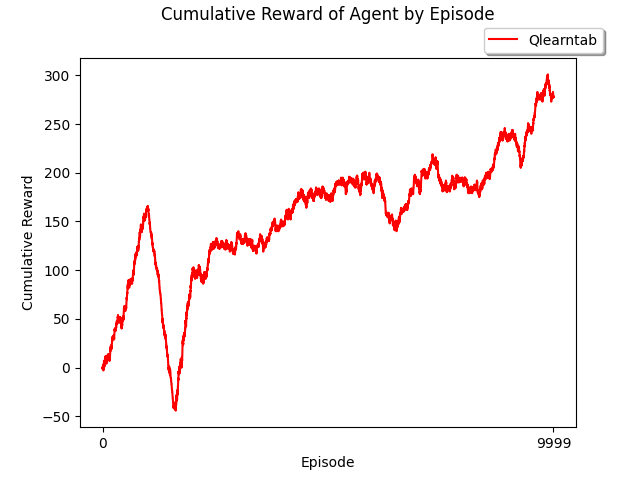 Cumulative Reward of Agent by Episode
Qlearntab
300
250
200
150
100
50
0
−50
Cumulative Reward
0
9999
Episode